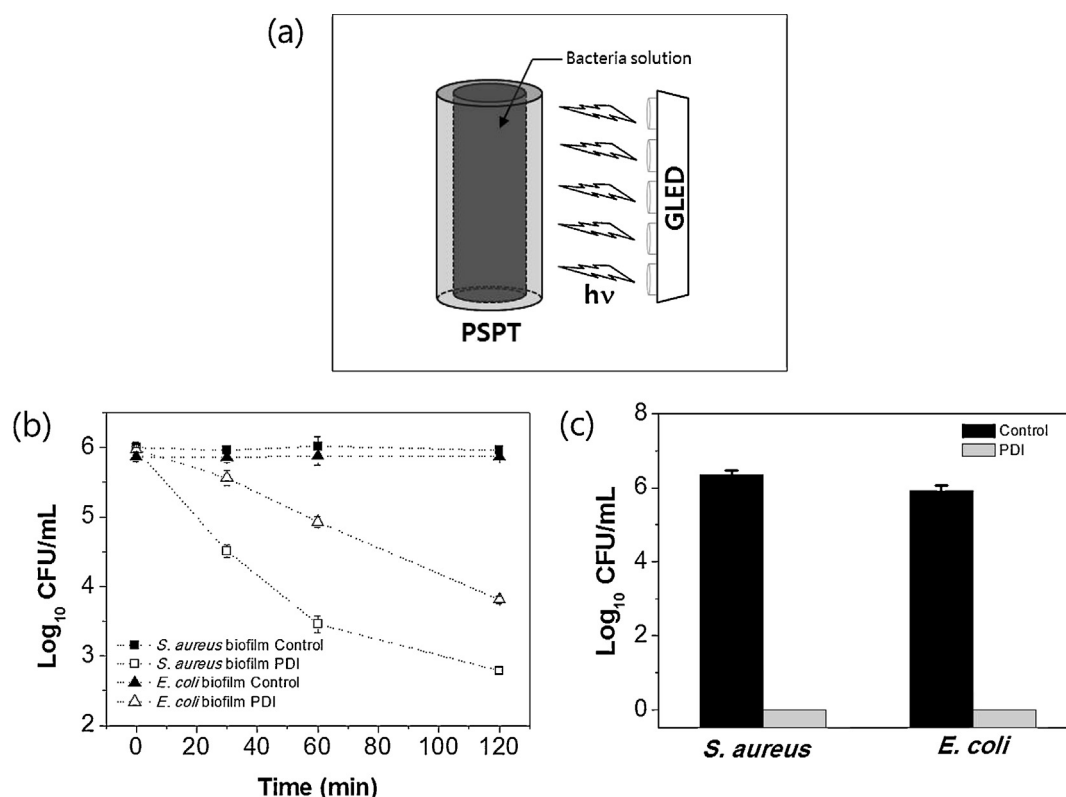 (a)
Bacteria solution
GLED
hν
PSPT
(b)
Log10 CFU/mL
6
5
4
3
2
S. aureus biofilm Control
S. aureus biofilm PDI
E. coli biofilm Control
E. coli biofilm PDI
0 20 40 60 80 100 120
Time (min)
(c)
Log10 CFU/mL
8
6
4
2
0
Control
PDI
S. aureus E. coli